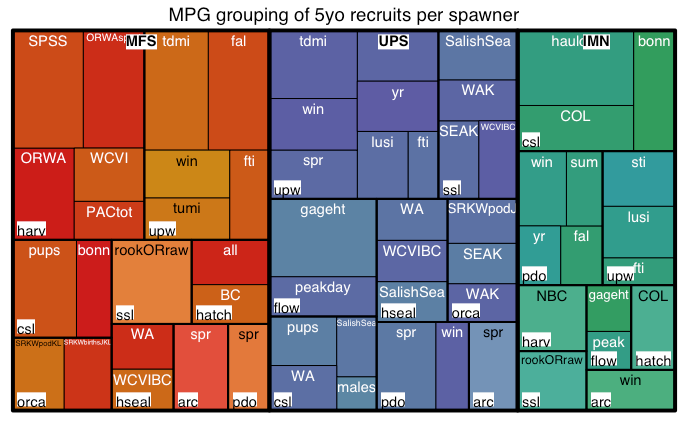 MPG grouping of 5yo recruits per spawner
MFS
SPSS
ORWAsp
tdmi
fal
ORWA
WCVI
PACtot
harv
win
tumi
fti
upw
pups
bonn
csl
rookORraw
ssl
all
BC
hatch
SRKWpodKL
orca
SRKWbirthsJKL
WA
WCVIBC
hseal
spr
arc
spr
pdo
UPS
tdmi
win
spr
upw
yr
lusi
fti
SalishSea
WAK
SEAK
WCVIBC
ssl
gageht
peakday
flow
WA
WCVIBC
SalishSea
hseal
SRKWpodJ
SEAK
WAK
orca
pups
WA
csl
SalishSea
males
spr
win
pdo
spr
arc
IMN
haulc
bonn
COL
csl
win
sum
yr
fal
pdo
sti
lusi
fti
upw
NBC
harv
rookORraw
ssl
gageht
peak
flow
COL
hatch
win
arc